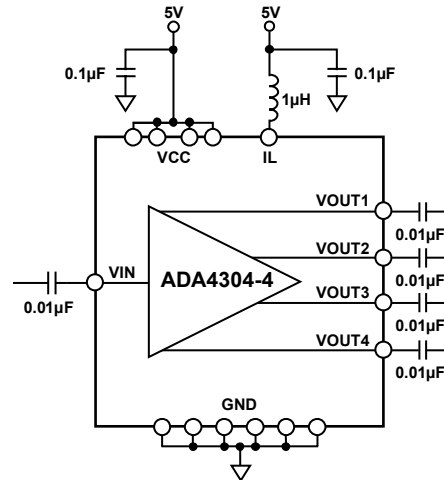 5V
5V
0.1µF
0.1µF
1µH
VCC
IL
VOUT1
0.01µF
VOUT2
VIN
ADA4304-4
0.01µF
VOUT3
0.01µF
0.01µF
VOUT4
0.01µF
GND